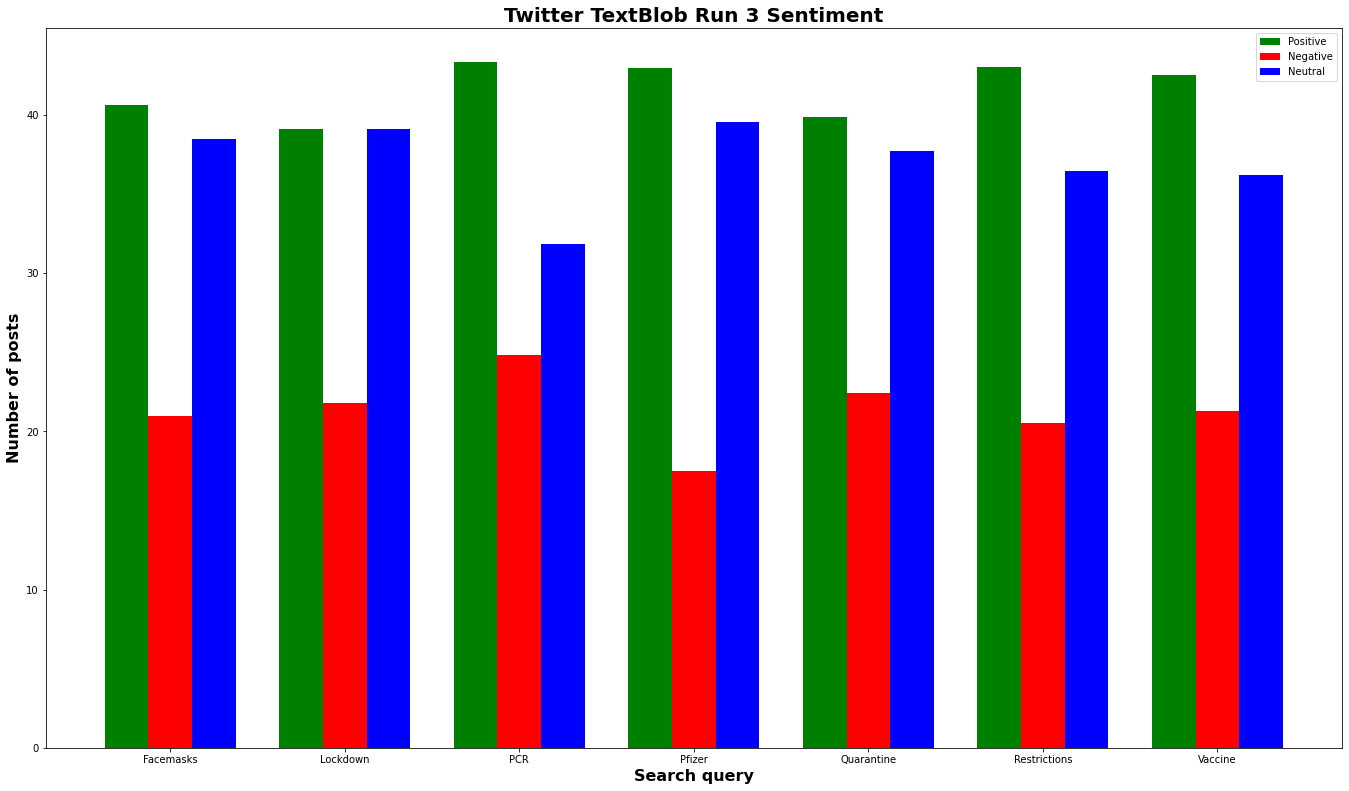 Twitter TextBlob Run 3 Sentiment
Positive
Negative
Neutral
Number of posts
40
30
20
10
0
Facemasks Lockdown PCR Pfizer Quarantine Restrictions Vaccine
Search query